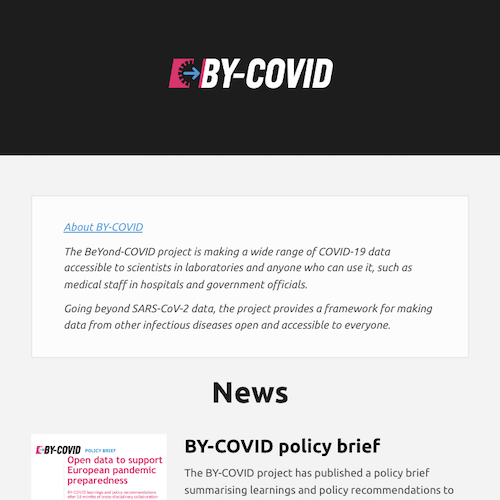 BY-COVID
About BY-COVID
The BeYond-COVID project is making a wide range of COVID-19 data
accessible to scientists in laboratories and anyone who can use it, such as
medical staff in hospitals and government officials.
Going beyond SARS-CoV-2 data, the project provides a framework for making
data from other infectious diseases open and accessible to everyone.
News
BY-COVID POLICY BRIEF
Open data to support
European pandemic
preparedness
BY-COVID learnings and policy recommendations
after 18 months of cross-disciplinary collaboration
BY-COVID policy brief
The BY-COVID project has published a policy brief
summarising learnings and policy recommendations to